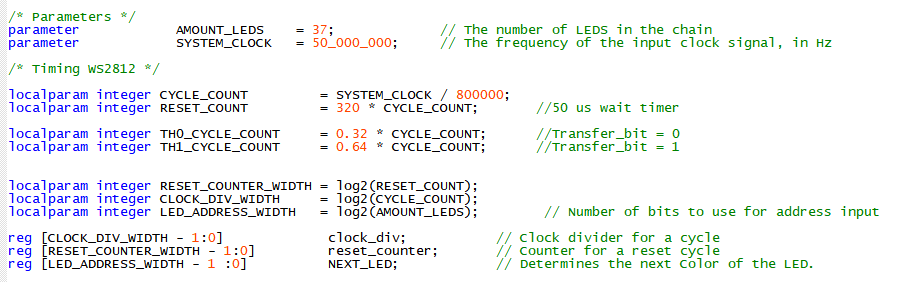 /* Parameters */
parameter AMOUNT_LEDS = 37; // The number of LEDS in the chain
parameter SYSTEM_CLOCK = 50_000_000; // The frequency of the input clock signal, in Hz
/* Timing WS2812 */
localparam integer CYCLE_COUNT = SYSTEM_CLOCK / 800000;
localparam integer RESET_COUNT = 320 * CYCLE_COUNT; //50 us wait timer
localparam integer TH0_CYCLE_COUNT = 0.32 * CYCLE_COUNT; //Transfer_bit = 0
localparam integer TH1_CYCLE_COUNT = 0.64 * CYCLE_COUNT; //Transfer_bit = 1
localparam integer RESET_COUNTER_WIDTH = log2(RESET_COUNT);
localparam integer CLOCK_DIV_WIDTH = log2(CYCLE_COUNT);
localparam integer LED_ADDRESS_WIDTH = log2(AMOUNT_LEDS); // Number of bits to use for address input
reg [CLOCK_DIV_WIDTH - 1:0] clock_div; // Clock divider for a cycle
reg [RESET_COUNTER_WIDTH - 1:0] reset_counter; // Counter for a reset cycle
reg [LED_ADDRESS_WIDTH - 1 :0] NEXT_LED; // Determines the next Color of the LED.